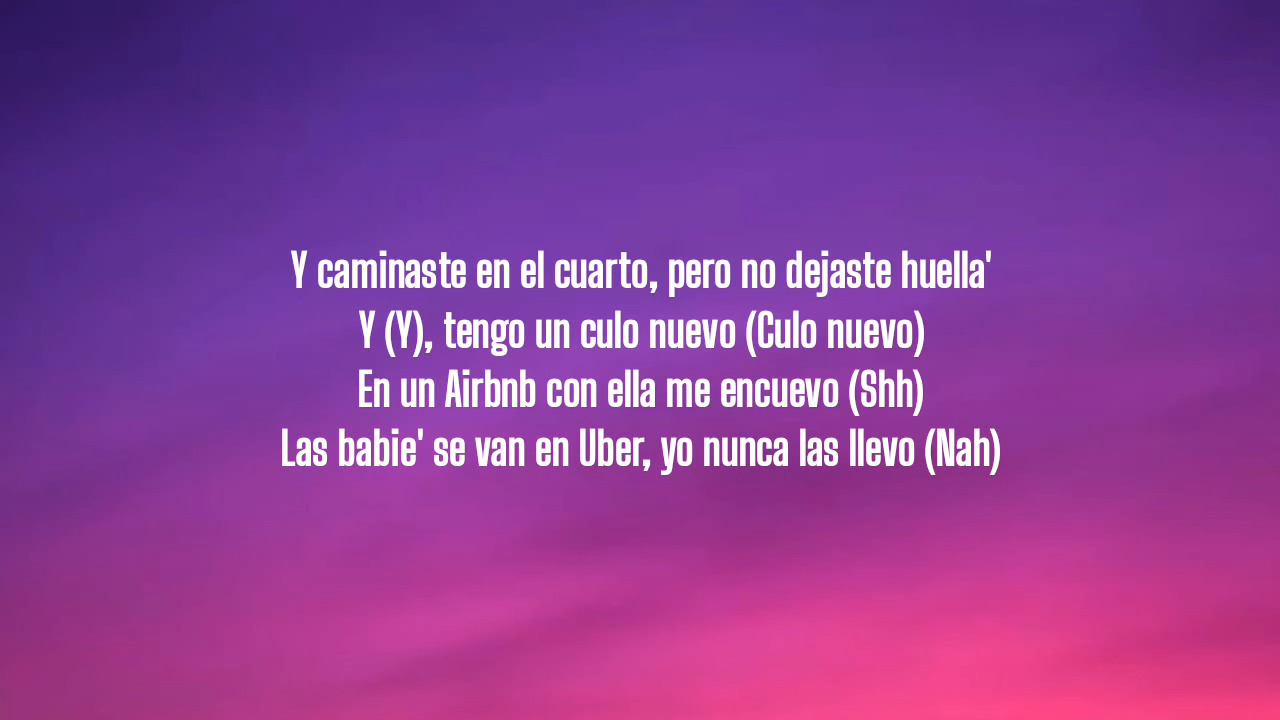 Y caminaste en el cuarto, pero no dejaste huella'
Y (Y), tengo un culo nuevo (Culo nuevo)
En un Airbnb con ella me encuevo (Shh)
Las babie' se van en Uber, yo nunca las llevo (Nah)